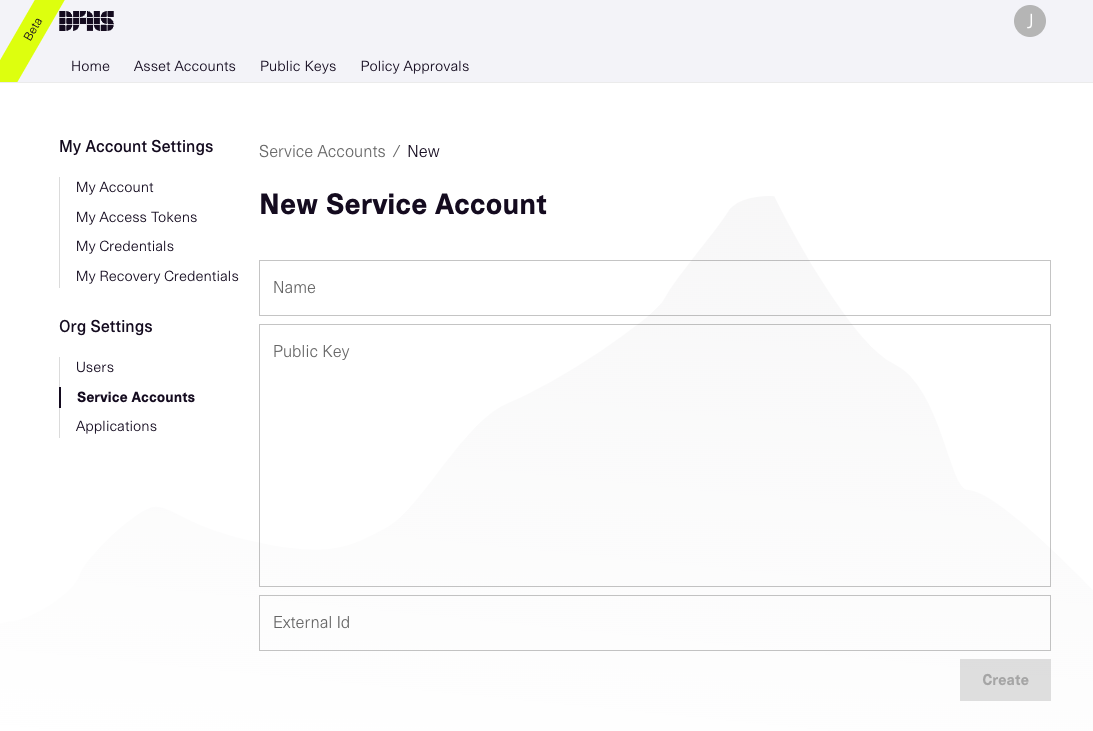 Beta
DFNS
J
Home Asset Accounts Public Keys Policy Approvals
My Account Settings
My Account
My Access Tokens
My Credentials
My Recovery Credentials
Org Settings
Users
Service Accounts
Applications
Service Accounts / New
New Service Account
Name
Public Key
External Id
Create